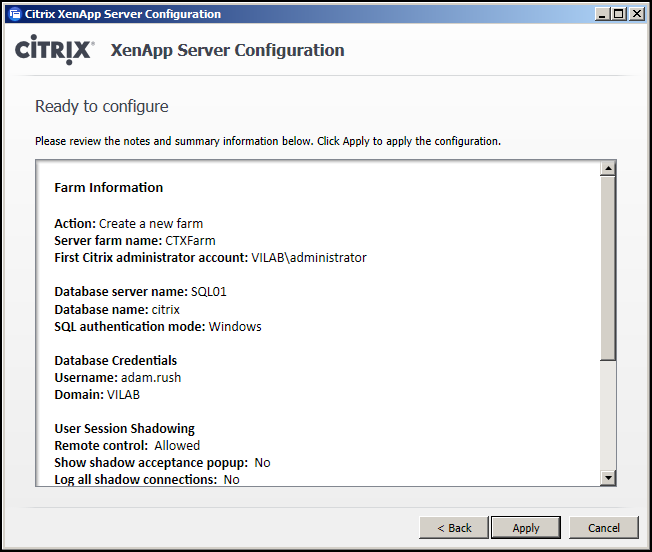 Citrix XenApp Server Configuration
CİTRIX® XenApp Server Configuration
Ready to configure
Please review the notes and summary information below. Click Apply to apply the configuration.
Farm Information
Action: Create a new farm
Server farm name: CTXFarm
First Citrix administrator account: VILAB\administrator
Database server name: SQL01
Database name: citrix
SQL authentication mode: Windows
Database Credentials
Username: adam.rush
Domain: VILAB
User Session Shadowing
Remote control: Allowed
Show shadow acceptance popup: No
Log all shadow connections: No
< Back Apply Cancel